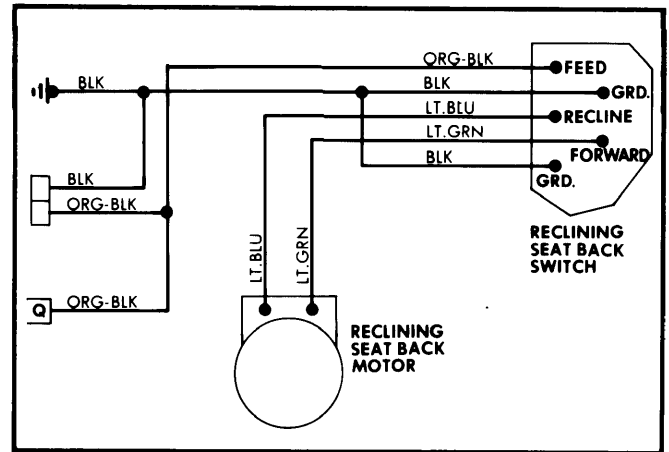 ORG-BLK
FEED
BLK
BLK
GRD.
LT.BLU
RECLINE
LT.GRN
FORWARD
BLK
GRD.
BLK
ORG-BLK
RECLINING
SEAT BACK
SWITCH
LT.BLU
LT.GRN
Q
ORG-BLK
RECLINING
SEAT BACK
MOTOR